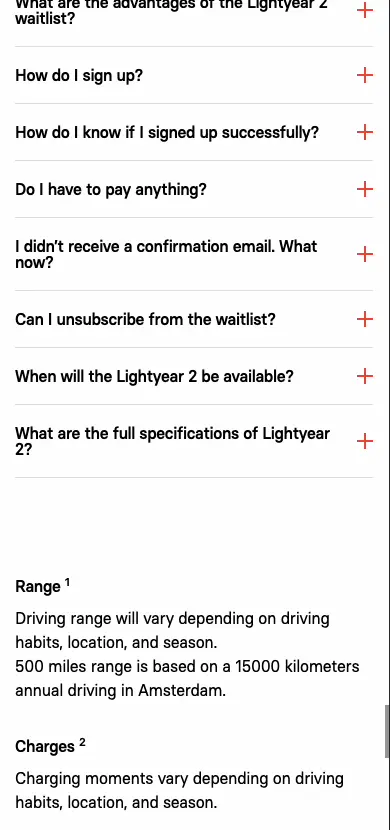 What are the advantages of the Lightyear 2
waitlist?
How do I sign up?
How do I know if I signed up successfully?
Do I have to pay anything?
I didn’t receive a confirmation email. What
now?
Can I unsubscribe from the waitlist?
When will the Lightyear 2 be available?
What are the full specifications of Lightyear
2?
Range ¹
Driving range will vary depending on driving
habits, location, and season.
500 miles range is based on a 15000 kilometers
annual driving in Amsterdam.
Charges ²
Charging moments vary depending on driving
habits, location, and season.